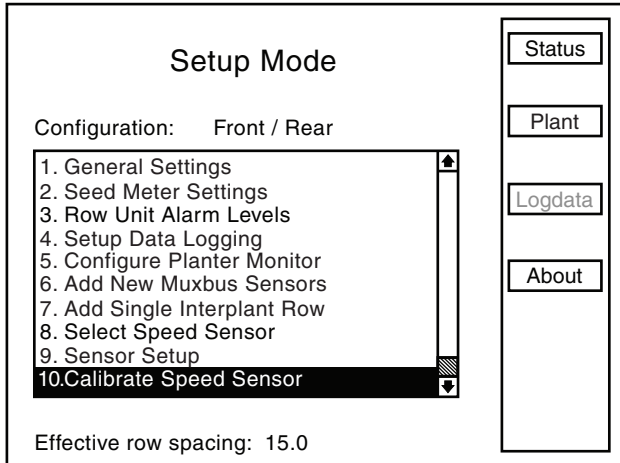 Setup Mode
Configuration: Front / Rear
1. General Settings
2. Seed Meter Settings
3. Row Unit Alarm Levels
4. Setup Data Logging
5. Configure Planter Monitor
6. Add New Muxbus Sensors
7. Add Single Interplant Row
8. Select Speed Sensor
9. Sensor Setup
10.Calibrate Speed Sensor
Effective row spacing: 15.0
Status
Plant
Logdata
About